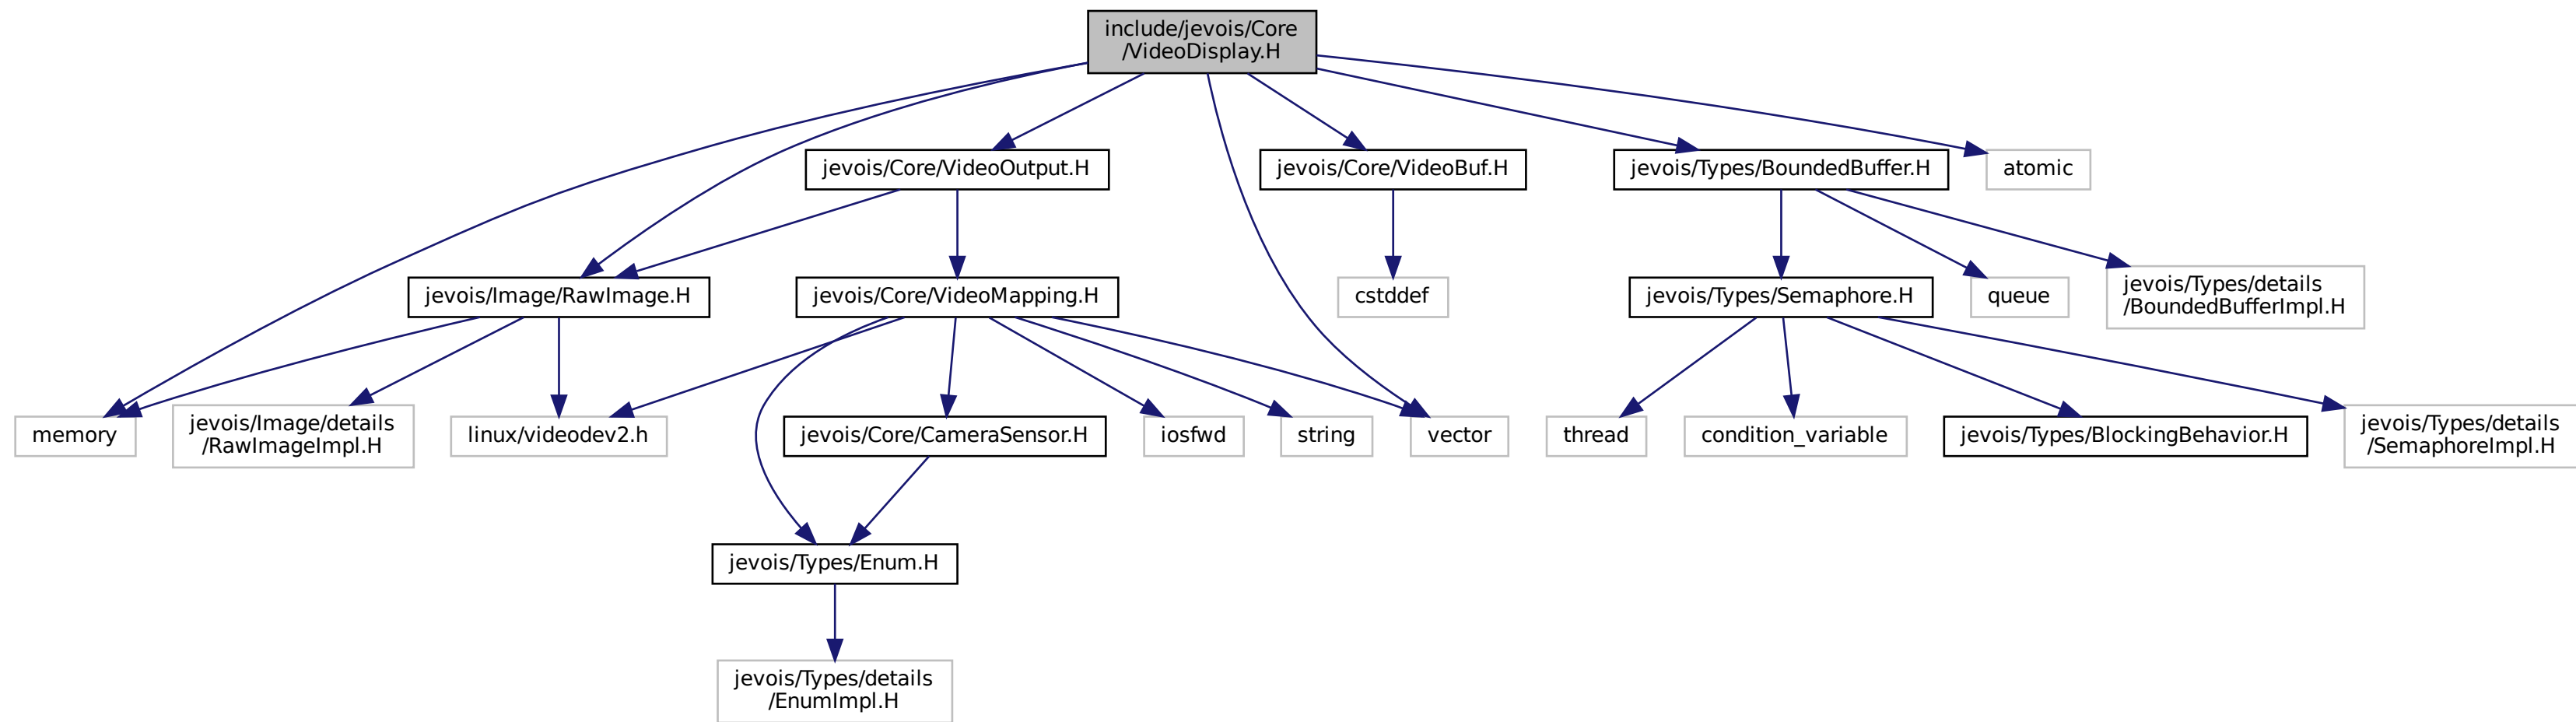 include/jevois/Core
/VideoDisplay.H
jevois/Core/VideoOutput.H
jevois/Core/VideoBuf.H
jevois/Types/BoundedBuffer.H
atomic
jevois/Image/RawImage.H
jevois/Core/VideoMapping.H
cstddef
jevois/Types/Semaphore.H
queue
jevois/Types/details
/BoundedBufferImpl.H
memory
jevois/Image/details
/RawImageImpl.H
linux/videodev2.h
jevois/Core/CameraSensor.H
iosfwd
string
vector
thread
condition_variable
jevois/Types/BlockingBehavior.H
jevois/Types/details
/SemaphoreImpl.H
jevois/Types/Enum.H
jevois/Types/details
/EnumImpl.H